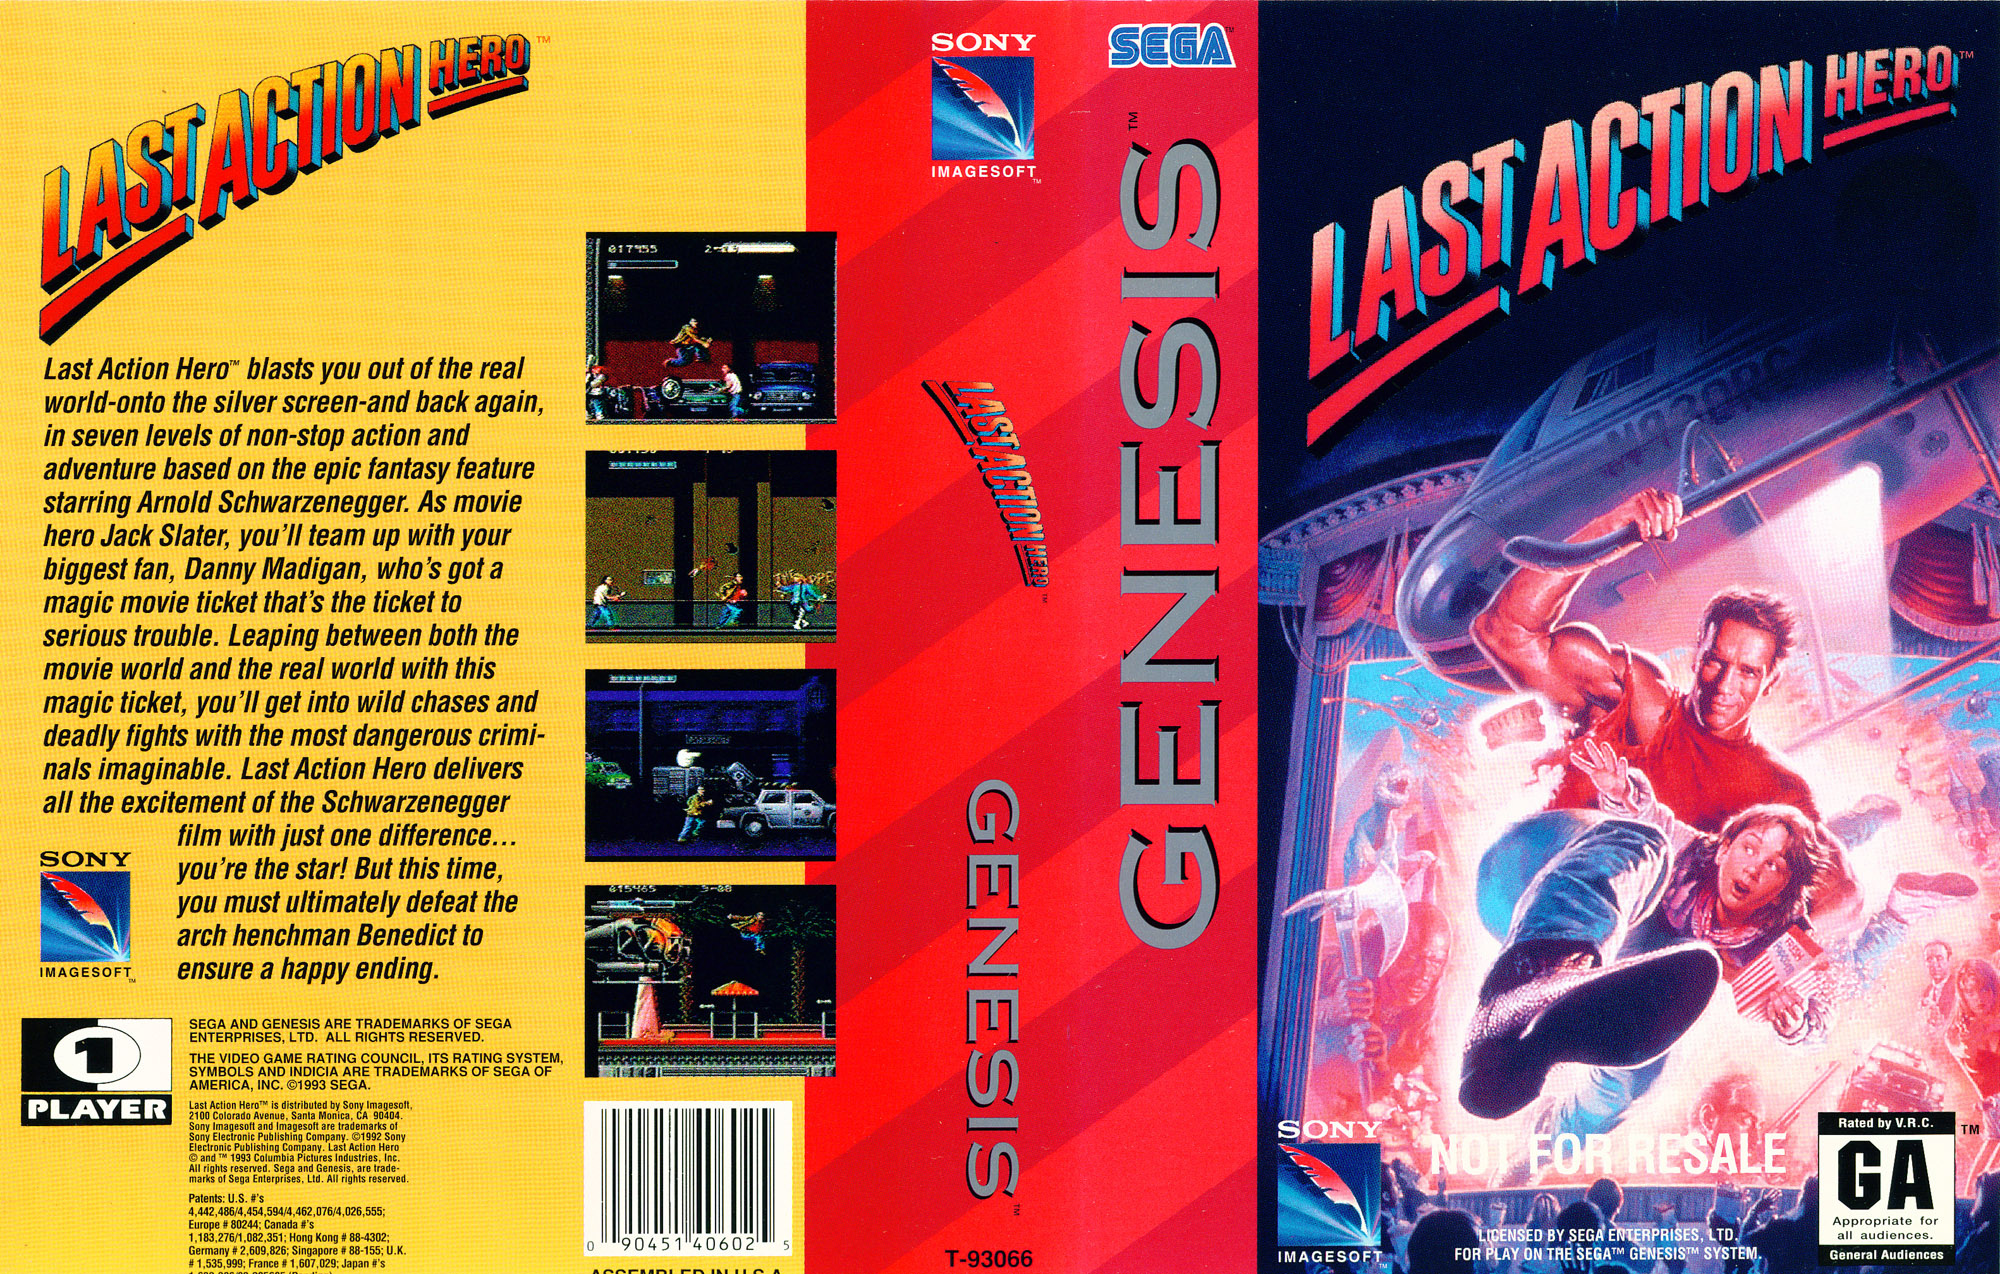 LAST ACTION HERO™
Last Action Hero™ blasts you out of the real
world-onto the silver screen-and back again,
in seven levels of non-stop action and
adventure based on the epic fantasy feature
starring Arnold Schwarzenegger. As movie
hero Jack Slater, you'll team up with your
biggest fan, Danny Madigan, who's got a
magic movie ticket that's the ticket to
serious trouble. Leaping between both the
movie world and the real world with this
magic ticket, you'll get into wild chases and
deadly fights with the most dangerous crimi-
nals imaginable. Last Action Hero delivers
all the excitement of the Schwarzenegger
film with just one difference...
you're the star! But this time,
you must ultimately defeat the
arch henchman Benedict to
ensure a happy ending.
SONY
IMAGESOFT™
1
PLAYER
SEGA AND GENESIS ARE TRADEMARKS OF SEGA
ENTERPRISES, LTD. ALL RIGHTS RESERVED.
THE VIDEO GAME RATING COUNCIL, ITS RATING SYSTEM,
SYMBOLS AND INDICIA ARE TRADEMARKS OF SEGA OF
AMERICA, INC. ©1993 SEGA.
Last Action Hero™ is distributed by Sony Imagesoft,
2100 Colorado Avenue, Santa Monica, CA 90404.
Sony Imagesoft and Imagesoft are trademarks of
Sony Electronic Publishing Company. ©1992 Sony
Electronic Publishing Company. Last Action Hero
© and ™ 1993 Columbia Pictures Industries, Inc.
All rights reserved. Sega and Genesis, are trade-
marks of Sega Enterprises, Ltd. All rights reserved.
Patents: U.S. #'s
4,442,486/4,454,594/4,462,076/4,026,555;
Europe # 80244; Canada #'s
1,183,276/1,082,351; Hong Kong # 88-4302;
Germany # 2,609,826; Singapore # 88-155; U.K.
# 1,535,999; France # 1,607,029; Japan #'s
017955
015465 3-08
0 90451 40602 5
ASSEMBLED IN U.S.A.
SONY
IMAGESOFT™
LAST ACTION HERO™
GENESIS™
T-93066
SEGA™
GENESIS™
LAST ACTION HERO™
SONY
IMAGESOFT™
NOT FOR RESALE
LICENSED BY SEGA ENTERPRISES, LTD.
FOR PLAY ON THE SEGA™ GENESIS™ SYSTEM.
Rated by V.R.C. ™
GA
Appropriate for
all audiences.
General Audiences